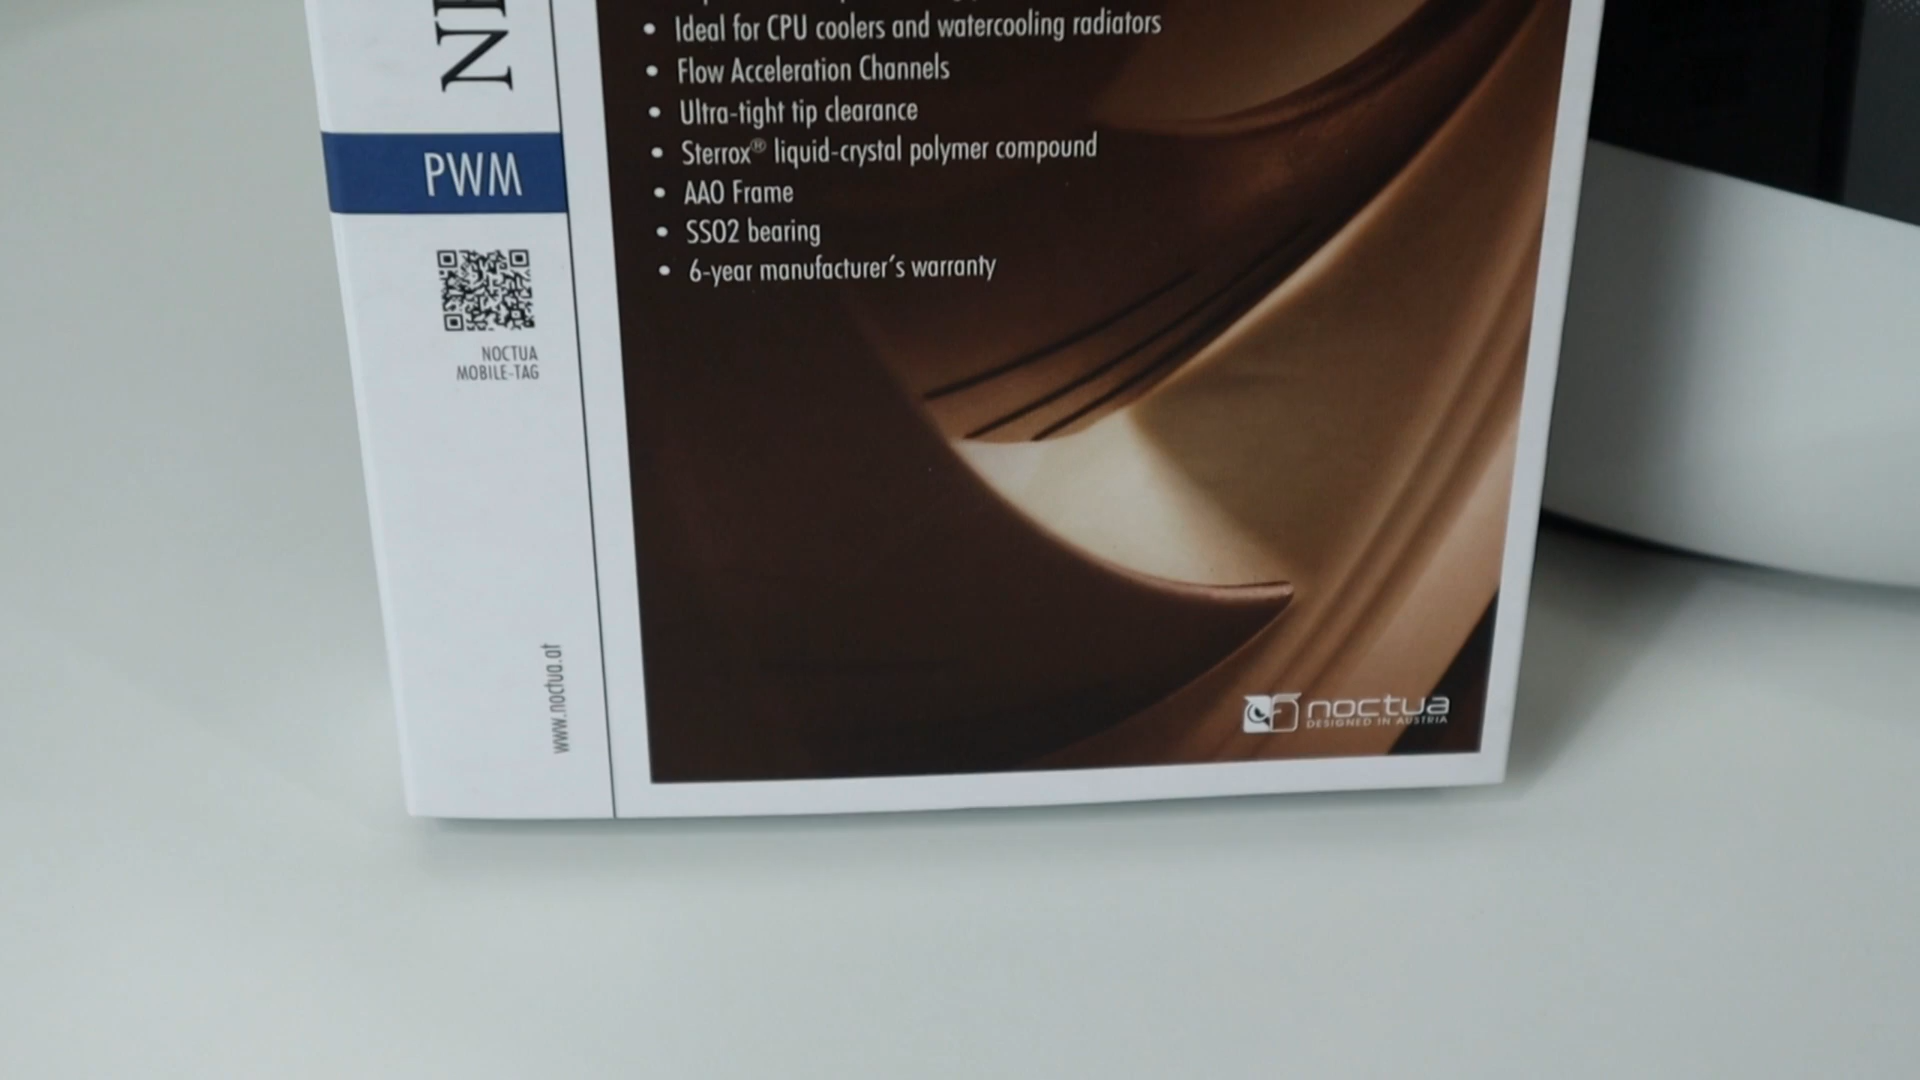 NF
PWM
NOCTUA
MOBILE-TAG
www.noctua.at
• Ideal for CPU coolers and watercooling radiators
• Flow Acceleration Channels
• Ultra-tight tip clearance
• Sterrox® liquid-crystal polymer compound
• AAO Frame
• SSO2 bearing
• 6-year manufacturer's warranty
noctua
DESIGNED IN AUSTRIA